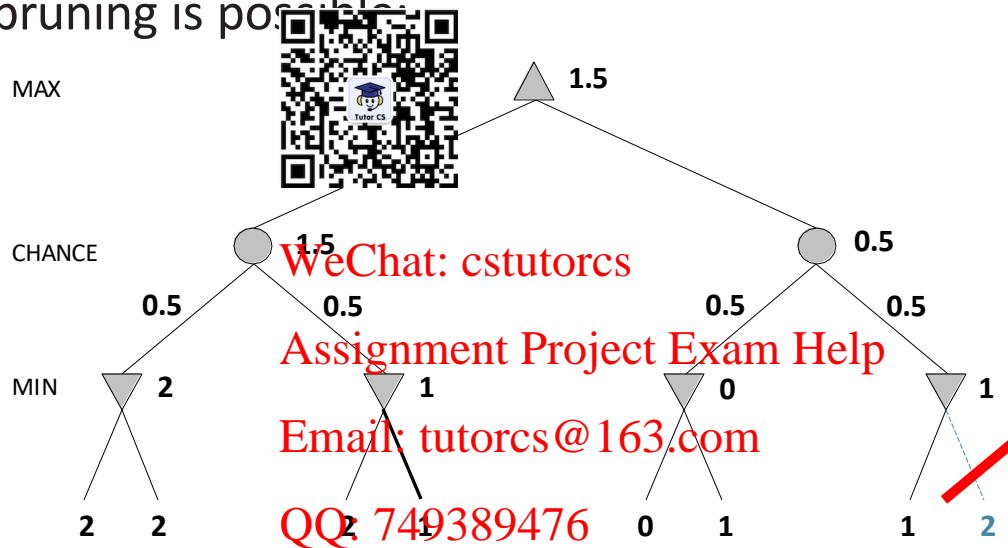 pruning is possible:
Tutor CS
MAX
1.5
CHANCE
1.5
0.5
WeChat: cstutorcs
0.5
0.5
0.5
0.5
Assignment Project Exam Help
MIN
2
1
0
1
Email: tutorcs@163.com
2
2
2
1
0
1
1
2
QQ: 749389476